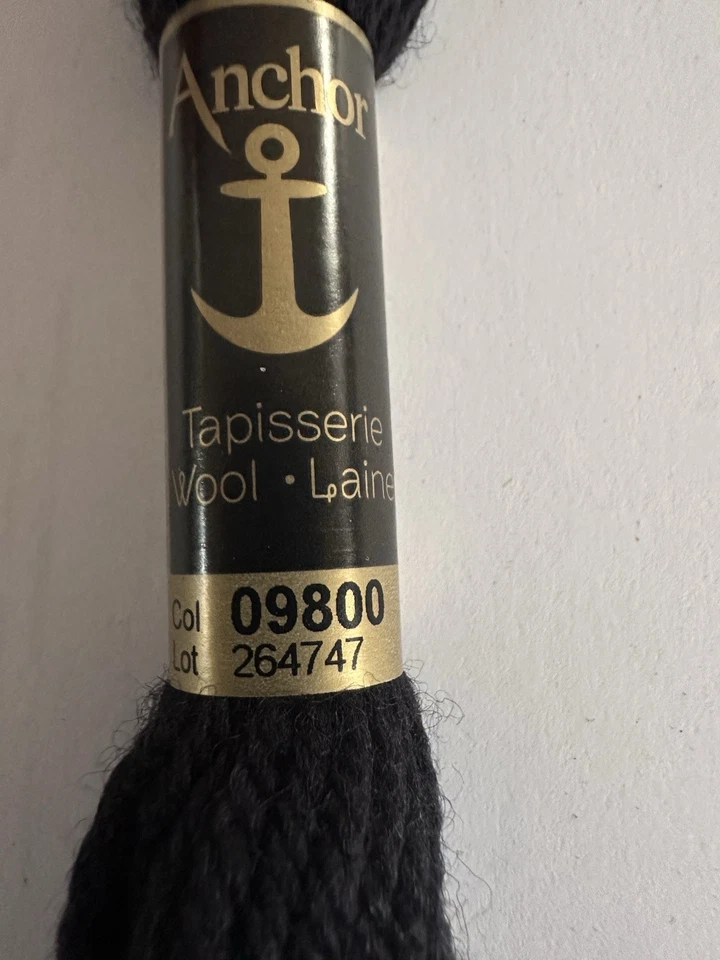 Anchor
Tapisserie
Wool • Laine
Col 09800
Lot 264747